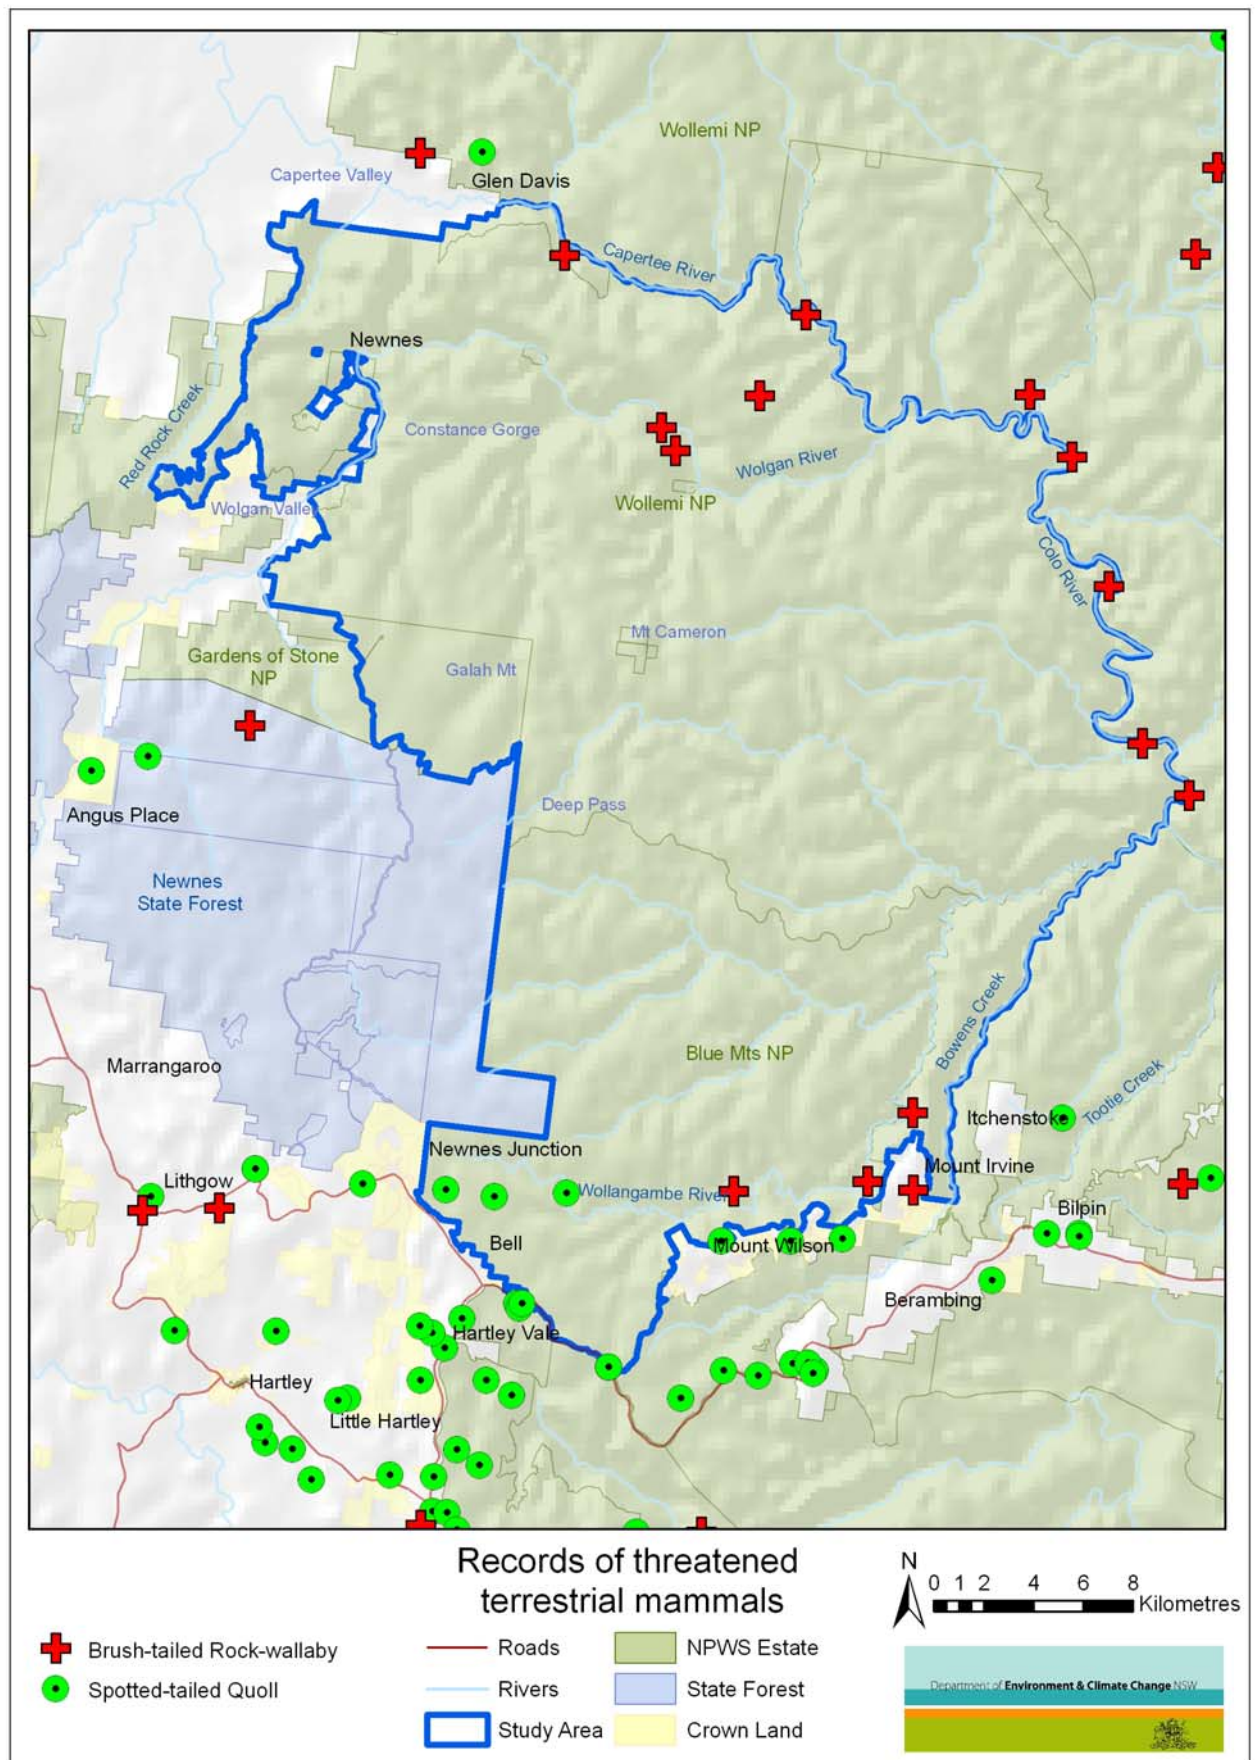 Wollemi NP
Capertee Valley
Glen Davis
Capertee River
Newnes
Red Rock Creek
Constance Gorge
Wolgan River
Wollemi NP
Wolgan Valley
Colo River
Mt Cameron
Gardens of Stone
NP
Galah Mt
Deep Pass
Angus Place
Newnes
State Forest
Bowens Creek
Blue Mts NP
Marrangaroo
Tootie Creek
Itchenstoke
Newnes Junction
Mount Irvine
Lithgow
Wollangambe River
Bilpin
Bell
Mount Wilson
Berambing
Hartley Vale
Hartley
Little Hartley
Records of threatened
terrestrial mammals
N
0 1 2 4 6 8
Kilometres
Brush-tailed Rock-wallaby
Spotted-tailed Quoll
Roads
Rivers
Study Area
NPWS Estate
State Forest
Crown Land
Department of Environment & Climate Change NSW